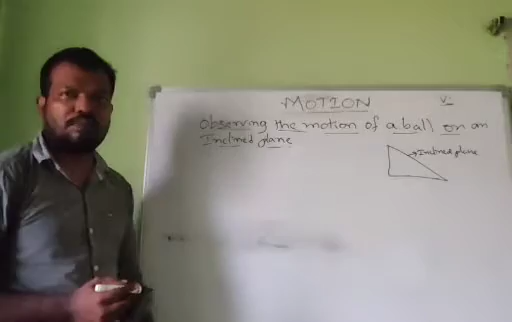 MOTION
Observing the motion of a ball on an
Inclined plane
Inclined plane